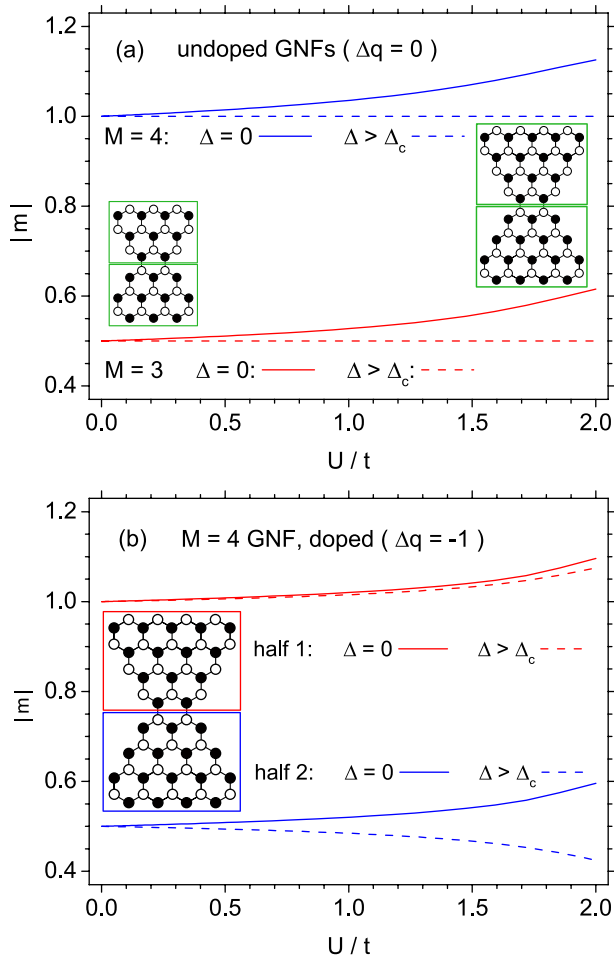 1.2
(a) undoped GNFs ( Δq = 0 )
1.0
M = 4: Δ = 0 Δ > Δc
0.8
|m|
0.6
M = 3 Δ = 0: Δ > Δc:
0.4
0.0 0.5 1.0 1.5 2.0
U / t
1.2
(b) M = 4 GNF, doped ( Δq = -1 )
1.0
half 1: Δ = 0 Δ > Δc
0.8
|m|
half 2: Δ = 0 Δ > Δc
0.6
0.4
0.0 0.5 1.0 1.5 2.0
U / t